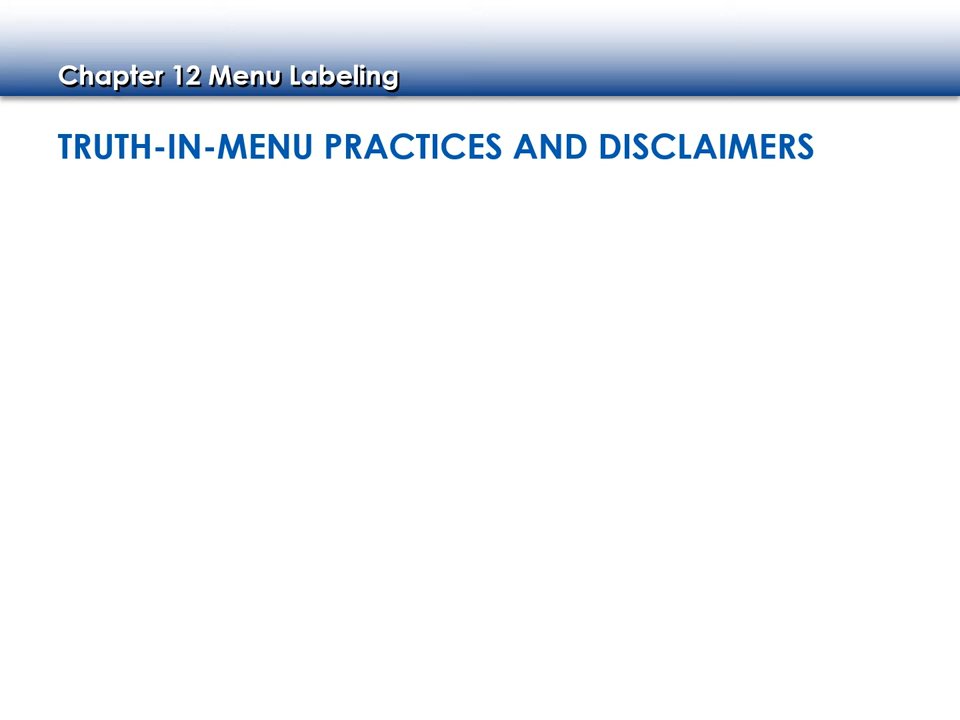 Chapter 12 Menu Labeling
TRUTH-IN-MENU PRACTICES AND DISCLAIMERS